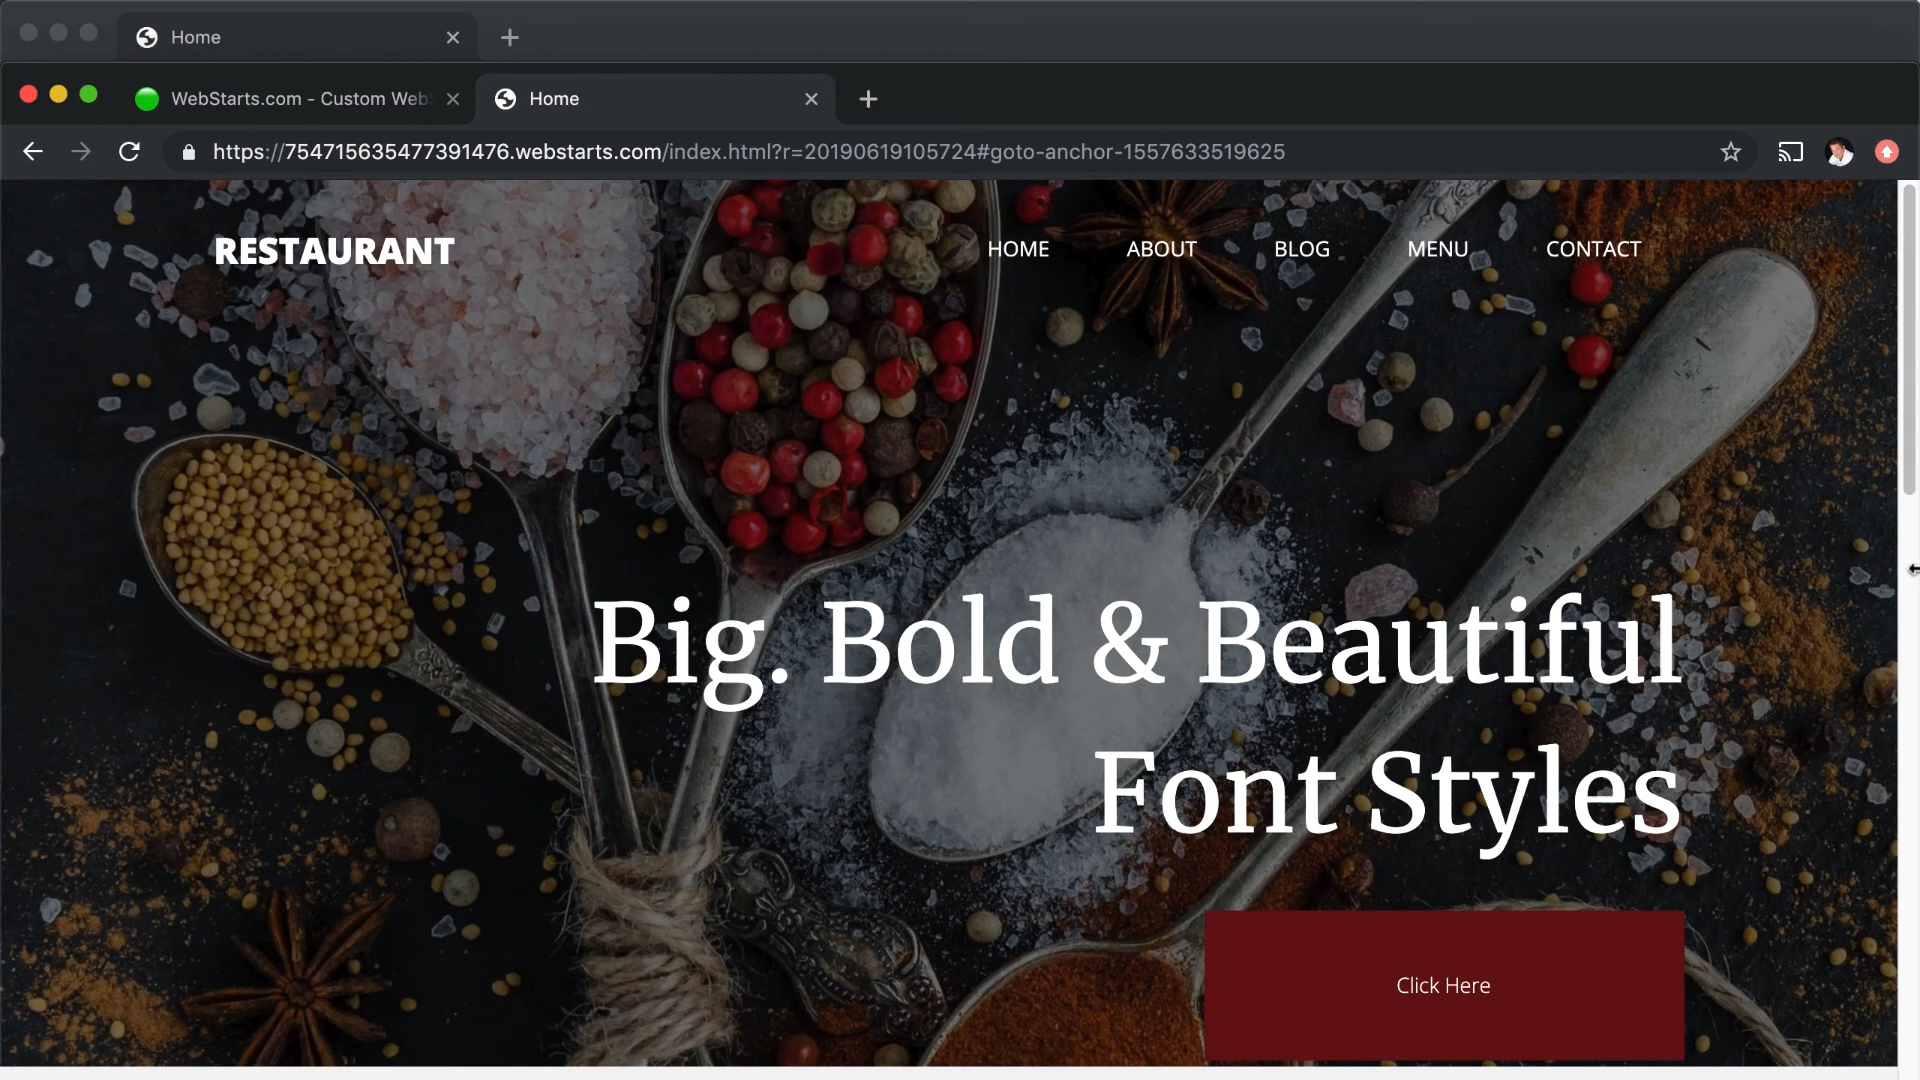 Home
WebStarts.com - Custom Web
Home
https://754715635477391476.webstarts.com/index.html?r=20190619105724#goto-anchor-1557633519625
RESTAURANT
HOME
ABOUT
BLOG
MENU
CONTACT
Big. Bold & Beautiful
Font Styles
Click Here